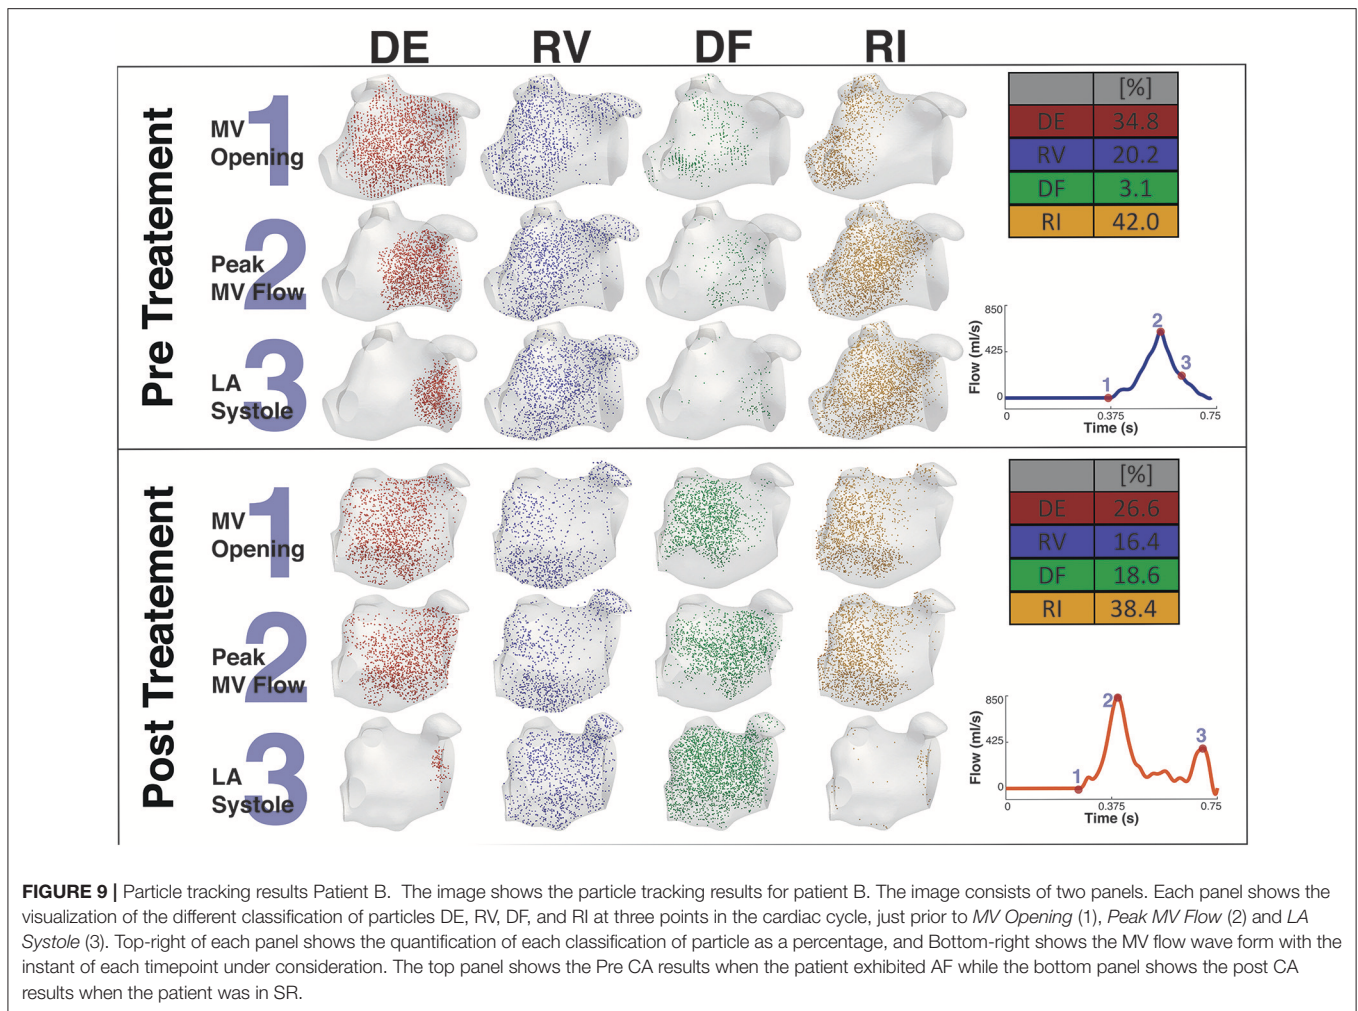 DE RV DF RI
Pre Treatement
1 MV Opening
2 Peak MV Flow
3 LA Systole
[%]
DE 34.8
RV 20.2
DF 3.1
RI 42.0
Flow (ml/s)
850
425
0
0 0.375 0.75
Time (s)
1 2 3
Post Treatement
1 MV Opening
2 Peak MV Flow
3 LA Systole
[%]
DE 26.6
RV 16.4
DF 18.6
RI 38.4
Flow (ml/s)
850
425
0
0 0.375 0.75
Time (s)
1 2 3
FIGURE 9 | Particle tracking results Patient B. The image shows the particle tracking results for patient B. The image consists of two panels. Each panel shows the
visualization of the different classification of particles DE, RV, DF, and RI at three points in the cardiac cycle, just prior to MV Opening (1), Peak MV Flow (2) and LA
Systole (3). Top-right of each panel shows the quantification of each classification of particle as a percentage, and Bottom-right shows the MV flow wave form with the
instant of each timepoint under consideration. The top panel shows the Pre CA results when the patient exhibited AF while the bottom panel shows the post CA
results when the patient was in SR.